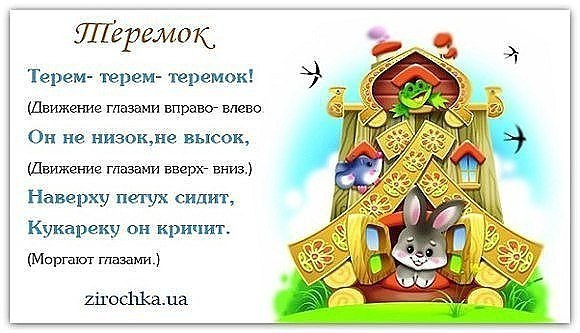 Теремок
Терем- терем- теремок!
(Движение глазами вправо- влево
Он не низок,не высок,
(Движение глазами вверх- вниз.)
Наверху петух сидит,
Кукареку он кричит.
(Моргают глазами.)
zirochka.ua